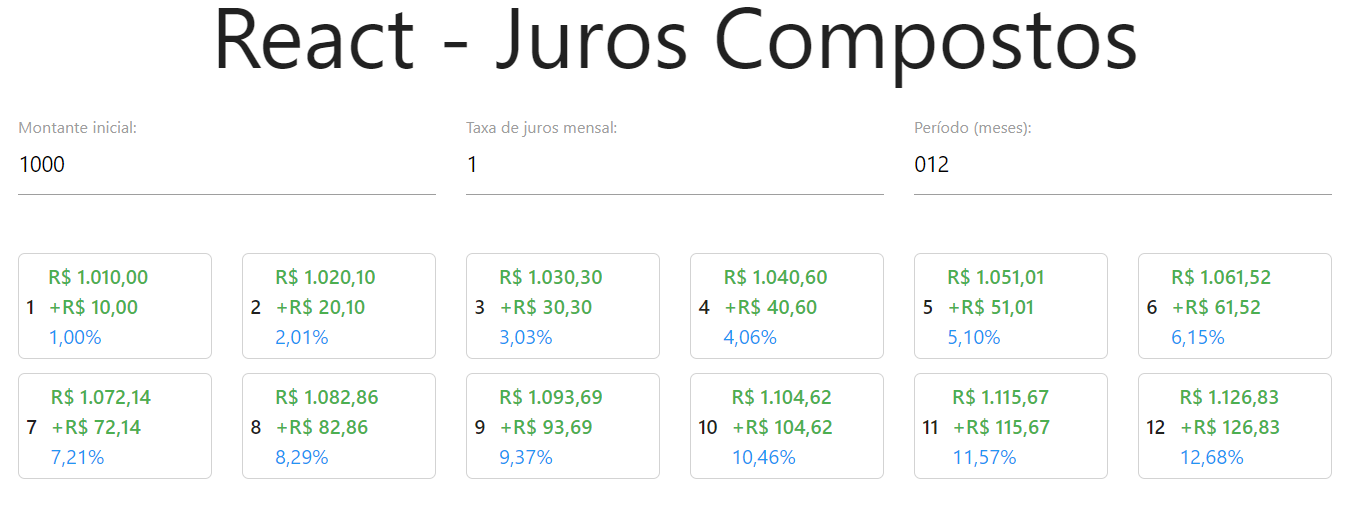 React - Juros Compostos
Montante inicial:
1000
Taxa de juros mensal:
1
Período (meses):
012
1
R$ 1.010,00
+R$ 10,00
1,00%
2
R$ 1.020,10
+R$ 20,10
2,01%
3
R$ 1.030,30
+R$ 30,30
3,03%
4
R$ 1.040,60
+R$ 40,60
4,06%
5
R$ 1.051,01
+R$ 51,01
5,10%
6
R$ 1.061,52
+R$ 61,52
6,15%
7
R$ 1.072,14
+R$ 72,14
7,21%
8
R$ 1.082,86
+R$ 82,86
8,29%
9
R$ 1.093,69
+R$ 93,69
9,37%
10
R$ 1.104,62
+R$ 104,62
10,46%
11
R$ 1.115,67
+R$ 115,67
11,57%
12
R$ 1.126,83
+R$ 126,83
12,68%